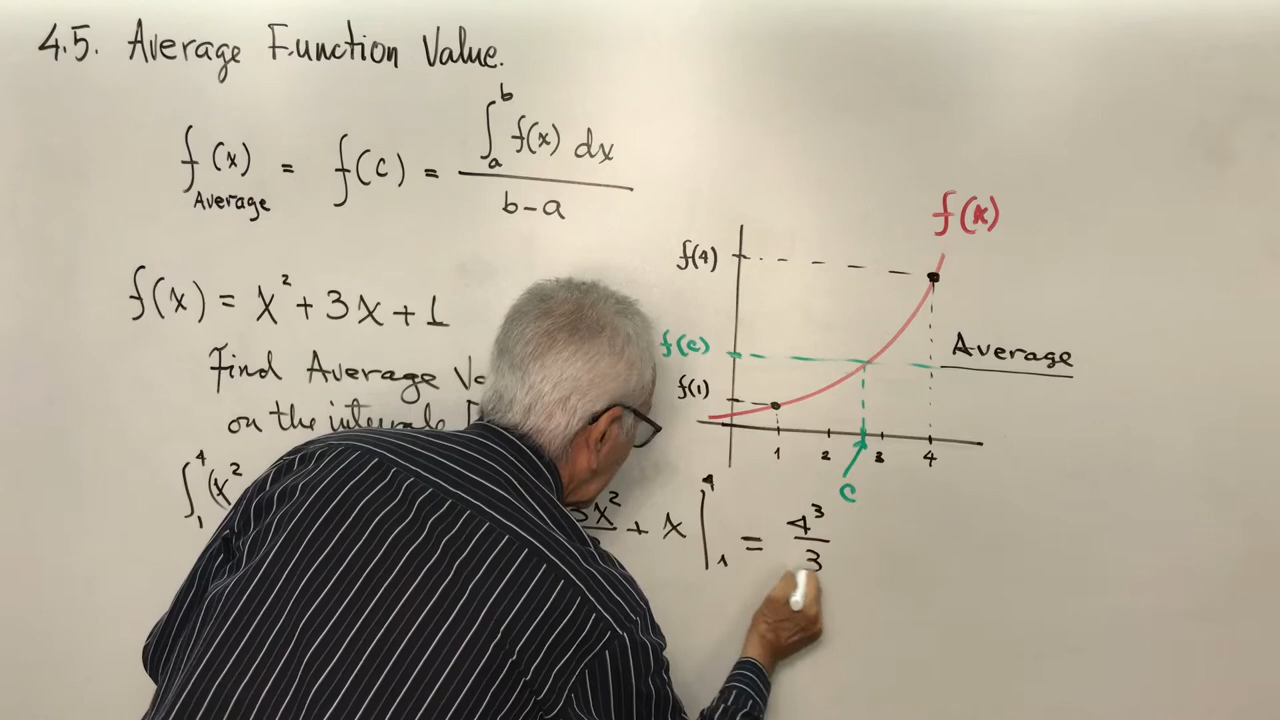 4.5. Average Function Value.
f(x) Average = f(c) = ∫ₐᵇ f(x) dx / b-a
f(x) = x² + 3x + 1
Find Average
on the
∫₁⁴ (x²
3x² + x |₁⁴ = 4³/3
f(x)
f(4)
f(c)
Average
f(1)
1 2 3 4
c